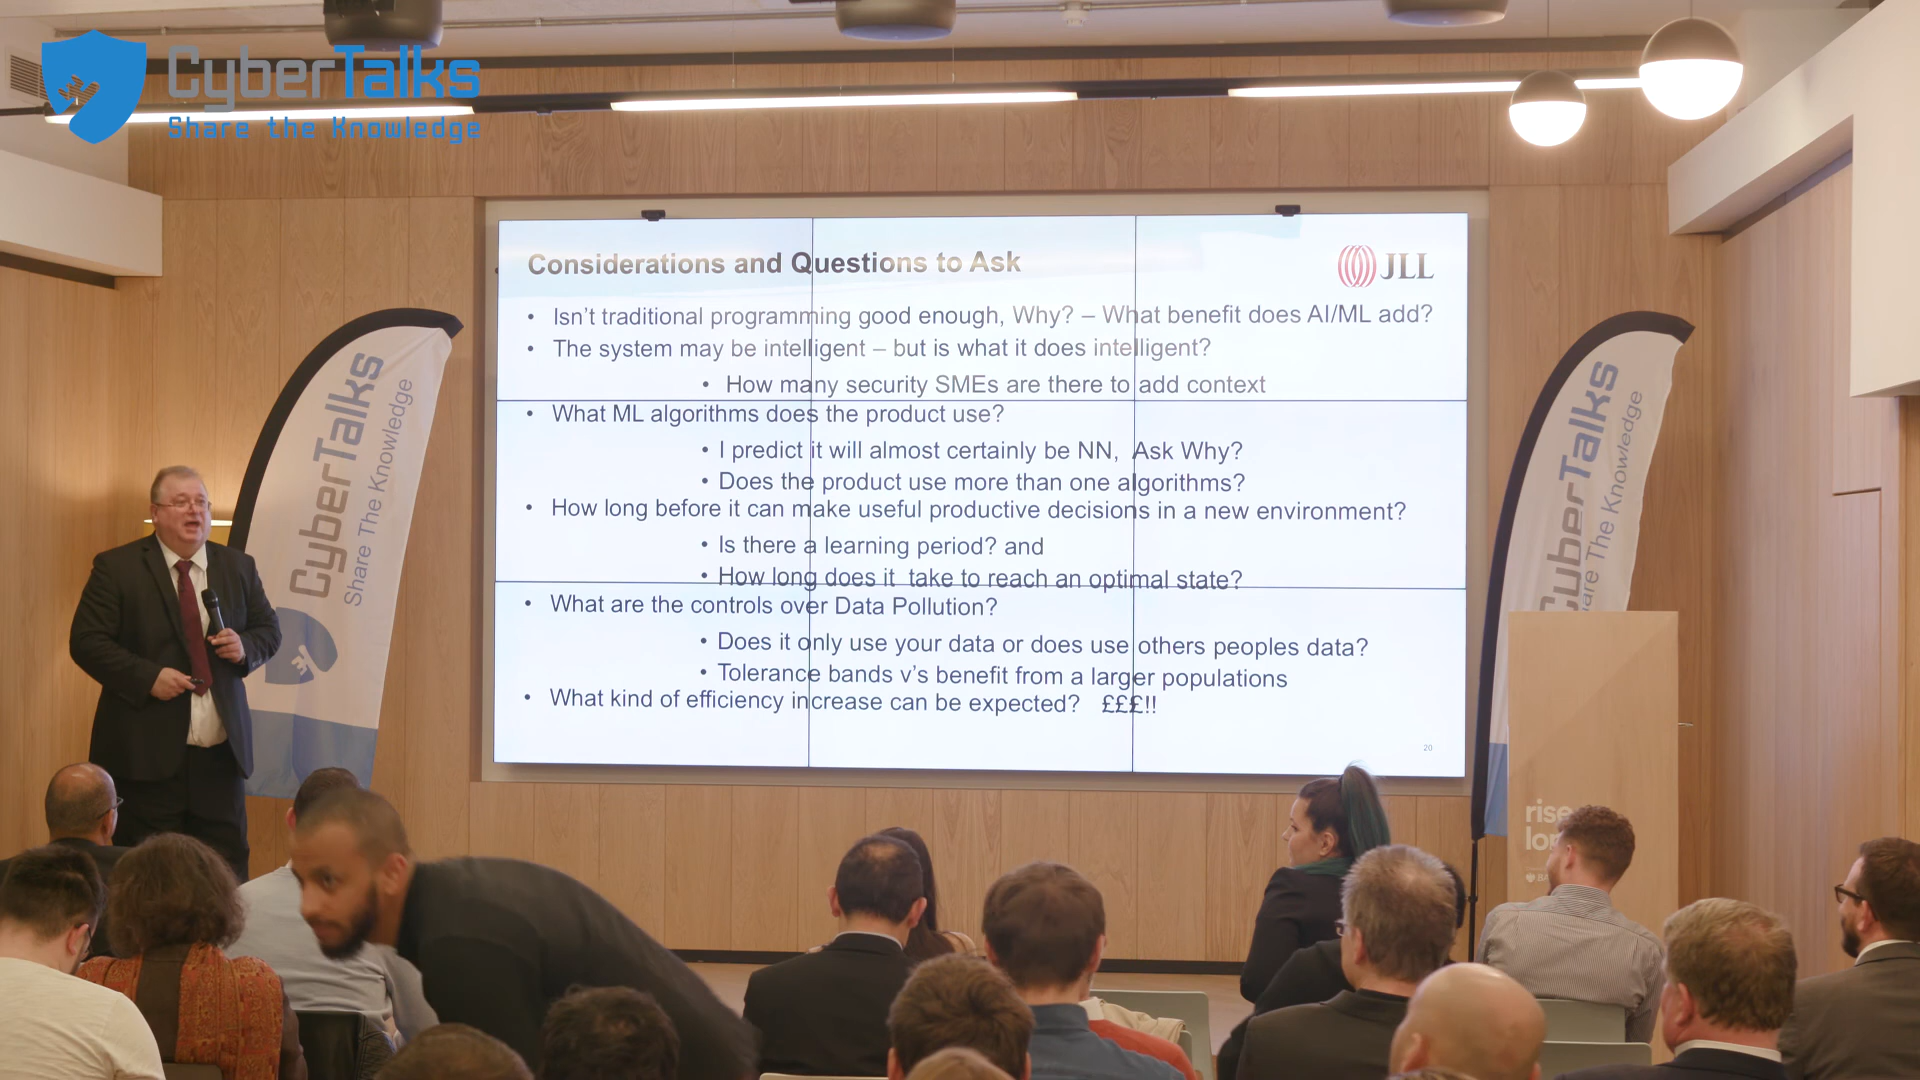 CyberTalks
Share the Knowledge
Considerations and Questions to Ask
JLL
• Isn't traditional programming good enough, Why? – What benefit does AI/ML add?
• The system may be intelligent – but is what it does intelligent?
• How many security SMEs are there to add context
• What ML algorithms does the product use?
• I predict it will almost certainly be NN, Ask Why?
• Does the product use more than one algorithms?
• How long before it can make useful productive decisions in a new environment?
• Is there a learning period? and
• How long does it take to reach an optimal state?
• What are the controls over Data Pollution?
• Does it only use your data or does use others peoples data?
• Tolerance bands v's benefit from a larger populations
• What kind of efficiency increase can be expected? £££!!
20
CyberTalks
Share The Knowledge
CyberTalks
The Knowledge
rise